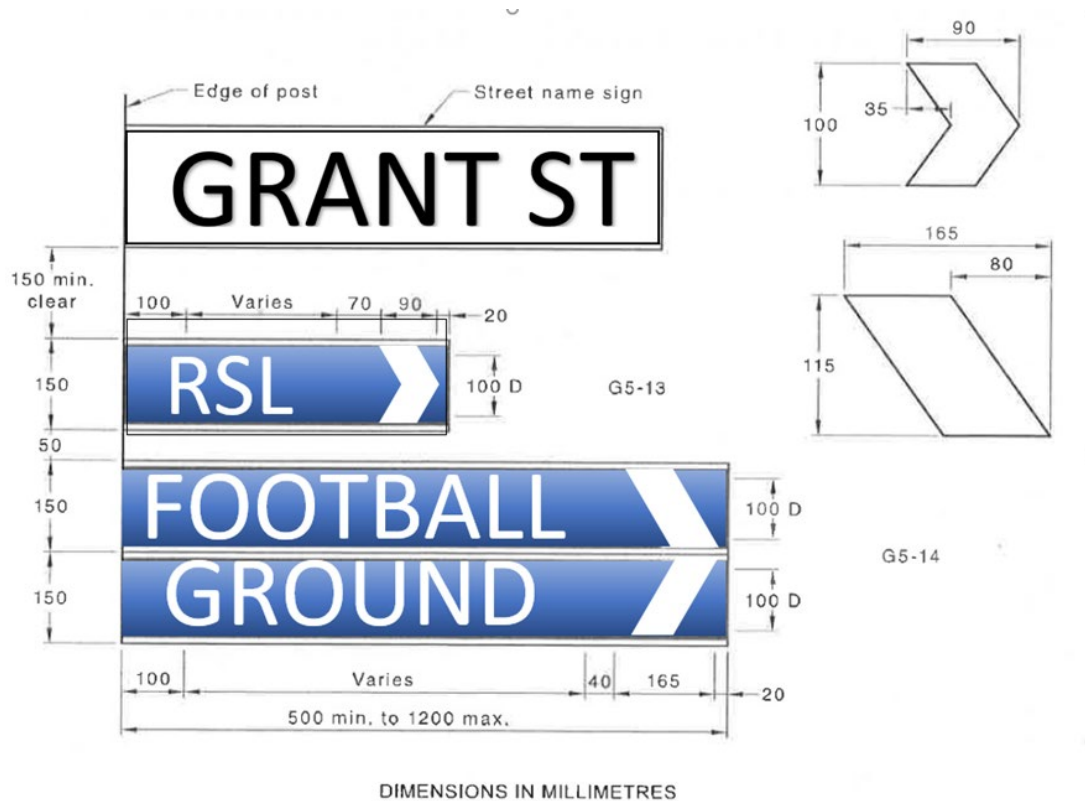 90
Edge of post
Street name sign
100
35
GRANT ST
165
80
150 min.
clear
100 Varies 70 90 20
115
150
RSL
100 D
G5-13
50
150
FOOTBALL
100 D
G5-14
150
GROUND
100 D
100 Varies 40 165 20
500 min. to 1200 max.
DIMENSIONS IN MILLIMETRES